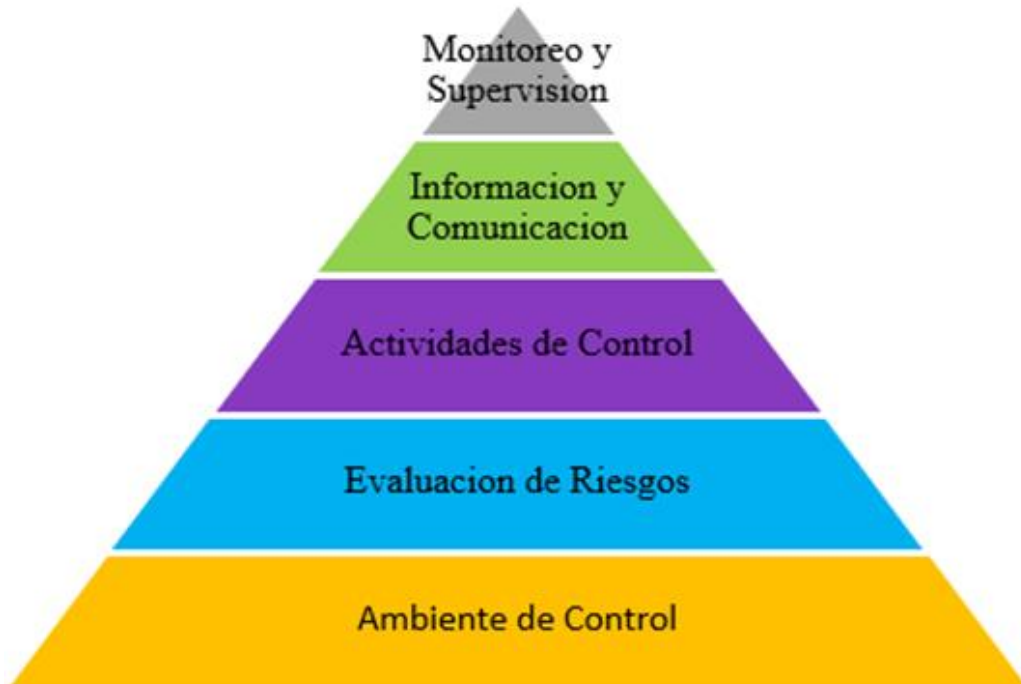 Monitoreo y
Supervision
Informacion y
Comunicacion
Actividades de Control
Evaluacion de Riesgos
Ambiente de Control